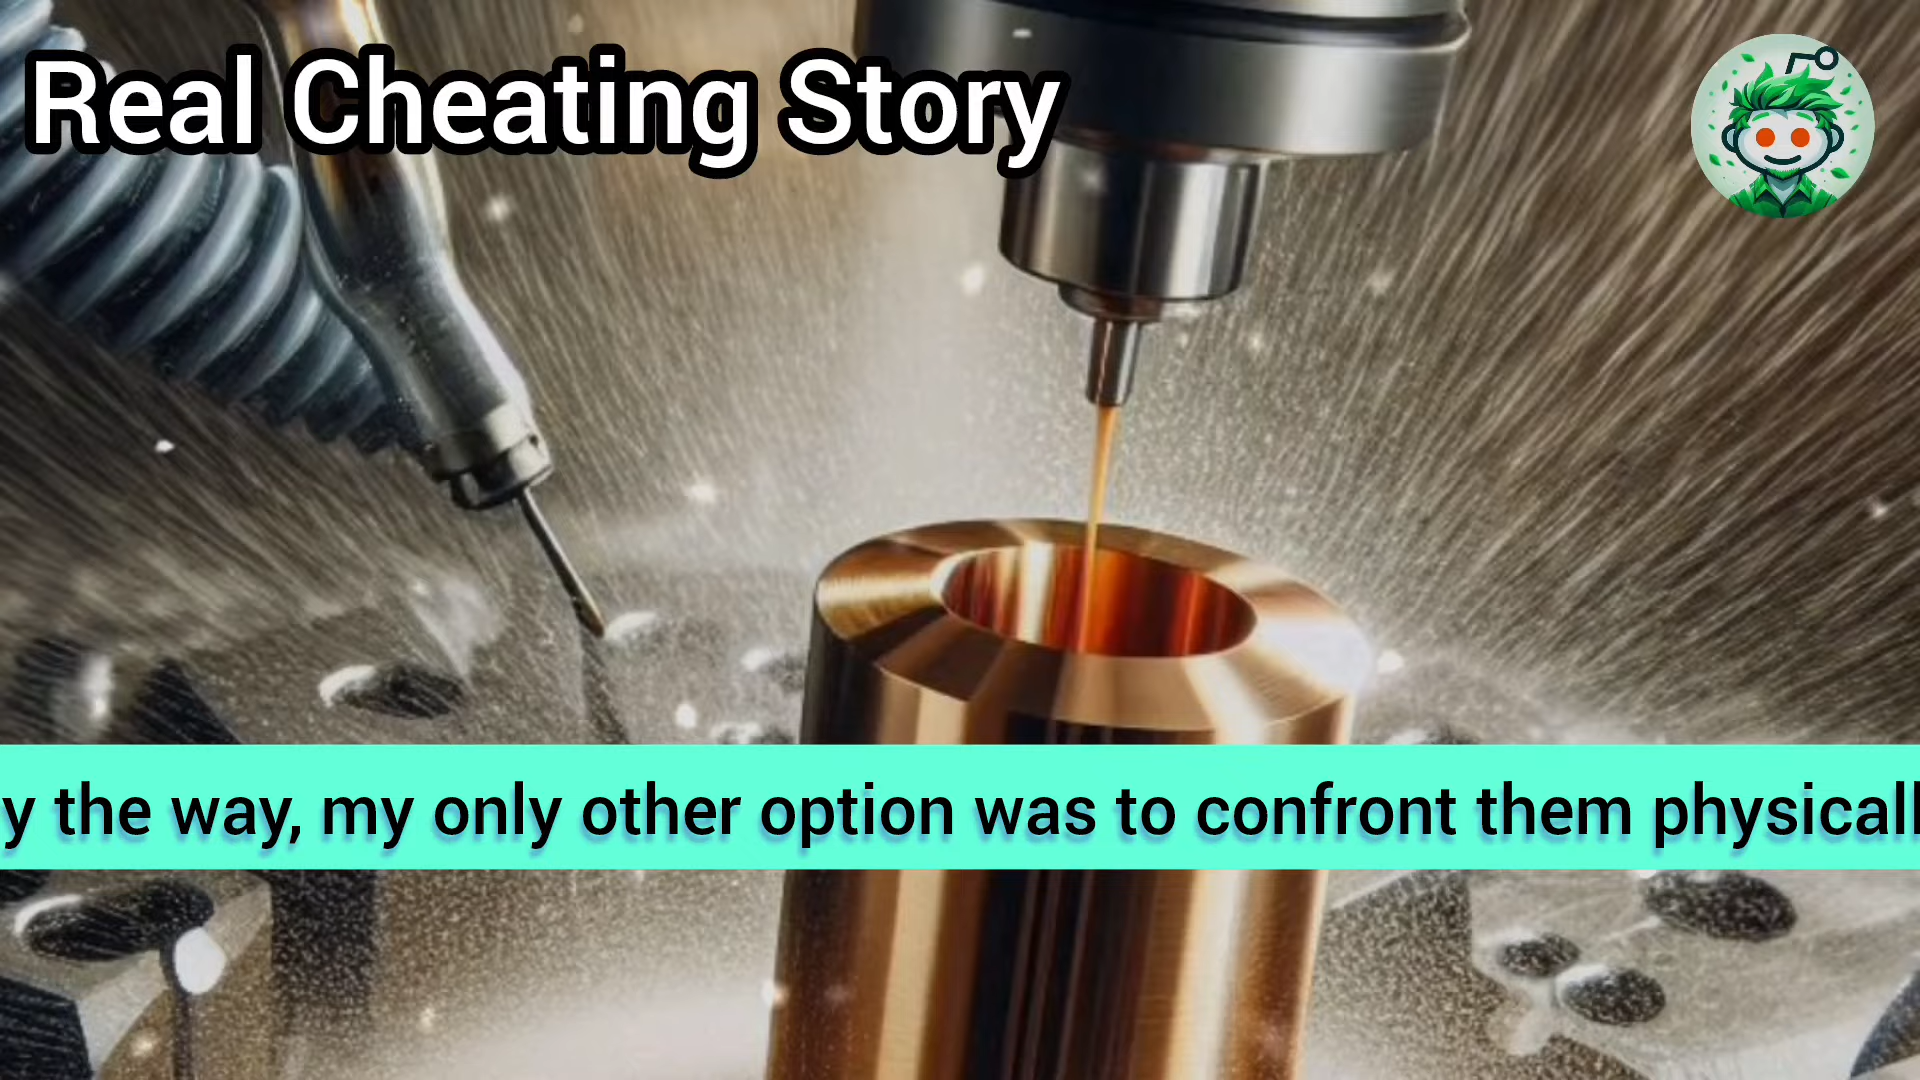 Real Cheating Story
y the way, my only other option was to confront them physicall